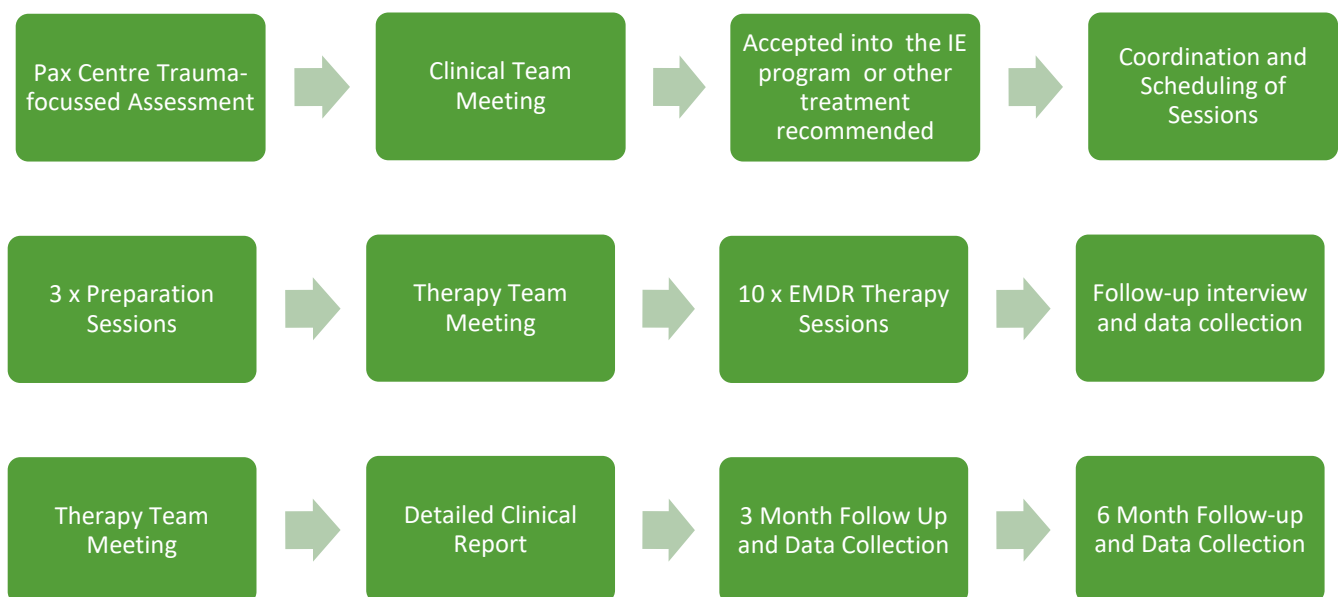 Pax Centre Trauma-
focussed Assessment
Clinical Team
Meeting
Accepted into the IE
program or other
treatment
recommended
Coordination and
Scheduling of
Sessions
3 x Preparation
Sessions
Therapy Team
Meeting
10 x EMDR Therapy
Sessions
Follow-up interview
and data collection
Therapy Team
Meeting
Detailed Clinical
Report
3 Month Follow Up
and Data Collection
6 Month Follow-up
and Data Collection